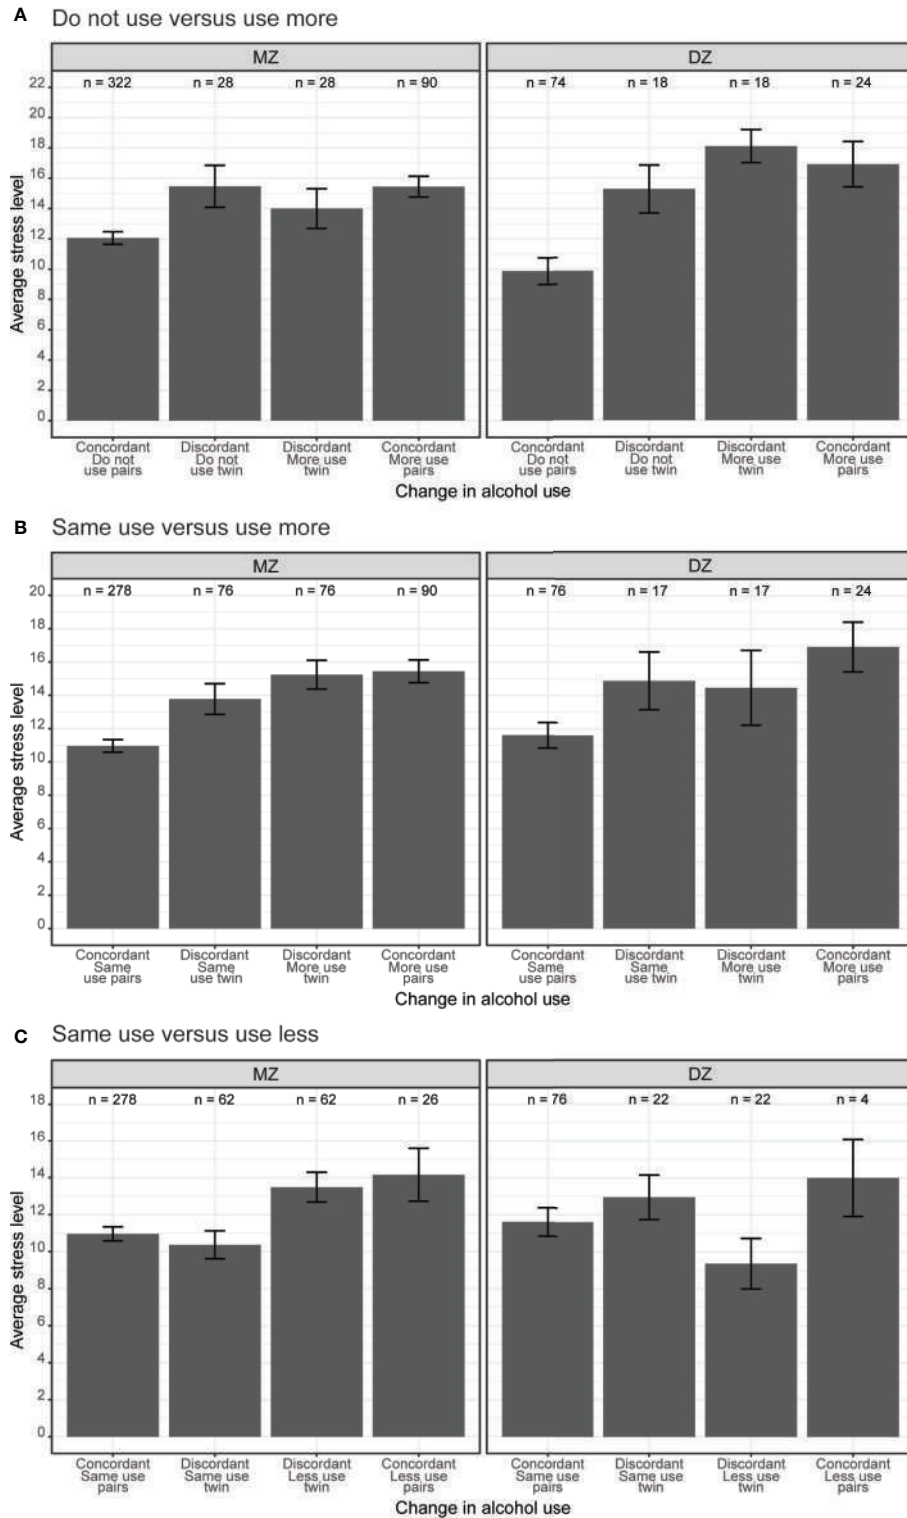 A Do not use versus use more
MZ DZ
n = 322 n = 28 n = 28 n = 90 n = 74 n = 18 n = 18 n = 24
22
20
18
16
14
12
10
8
6
4
2
0
Average stress level
Concordant Discordant Discordant Concordant Concordant Discordant Discordant Concordant
Do not Do not More use More use Do not Do not More use More use
use pairs use twin twin pairs use pairs use twin twin pairs
Change in alcohol use
B Same use versus use more
MZ DZ
n = 278 n = 76 n = 76 n = 90 n = 76 n = 17 n = 17 n = 24
20
18
16
14
12
10
8
6
4
2
0
Average stress level
Concordant Discordant Discordant Concordant Concordant Discordant Discordant Concordant
Same Same More use More use Same Same More use More use
use pairs use twin twin pairs use pairs use twin twin pairs
Change in alcohol use
C Same use versus use less
MZ DZ
n = 278 n = 62 n = 62 n = 26 n = 76 n = 22 n = 22 n = 4
18
16
14
12
10
8
6
4
2
0
Average stress level
Concordant Discordant Discordant Concordant Concordant Discordant Discordant Concordant
Same use Same use Less use Less use Same use Same use Less use Less use
pairs twin twin pairs pairs twin twin pairs
Change in alcohol use